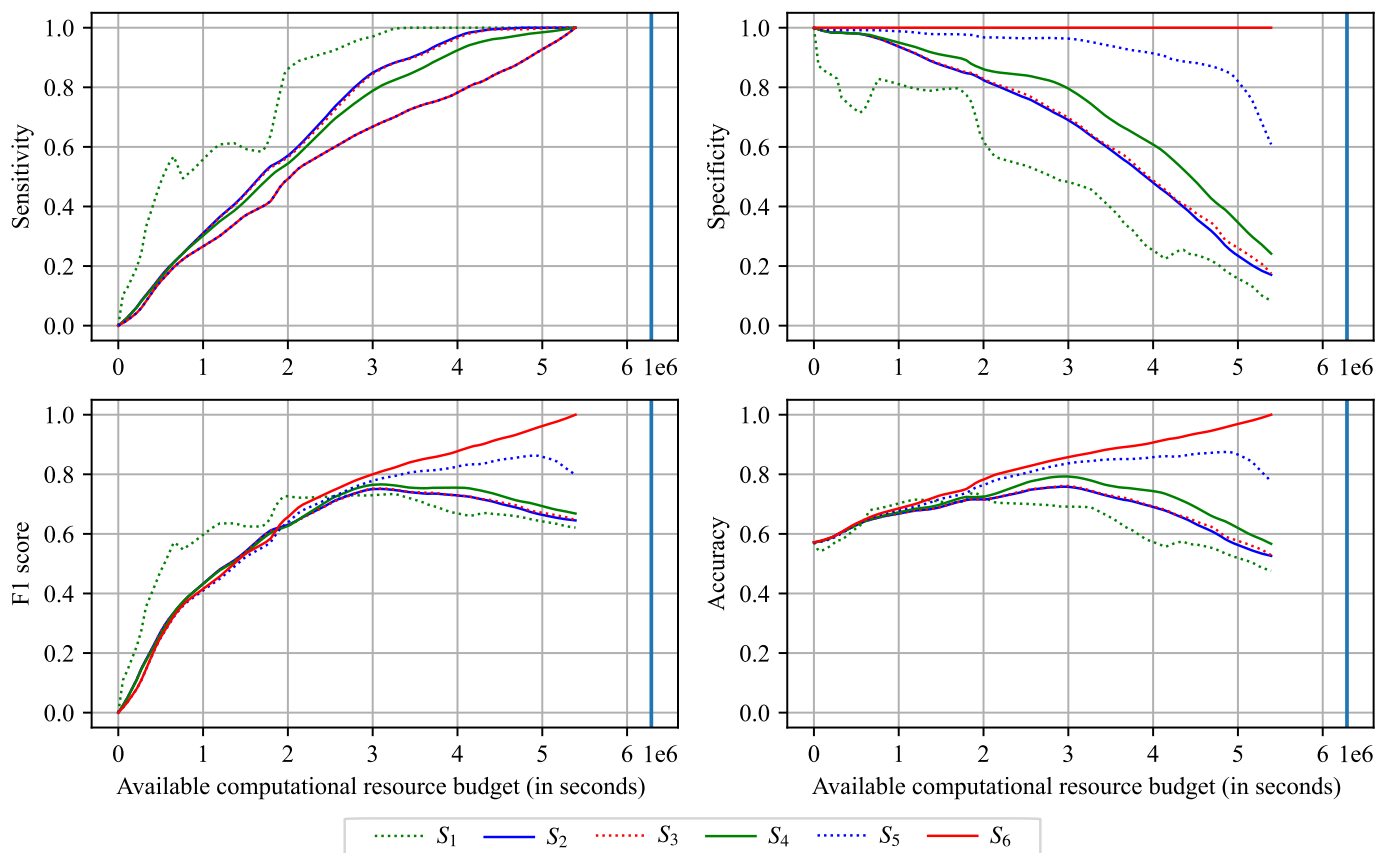 1.0
0.8
0.6
0.4
0.2
0.0
Sensitivity
0 1 2 3 4 5 6 1e6
1.0
0.8
0.6
0.4
0.2
0.0
Specificity
0 1 2 3 4 5 6 1e6
1.0
0.8
0.6
0.4
0.2
0.0
F1 score
0 1 2 3 4 5 6 1e6
Available computational resource budget (in seconds)
1.0
0.8
0.6
0.4
0.2
0.0
Accuracy
0 1 2 3 4 5 6 1e6
Available computational resource budget (in seconds)
S1 S2 S3 S4 S5 S6